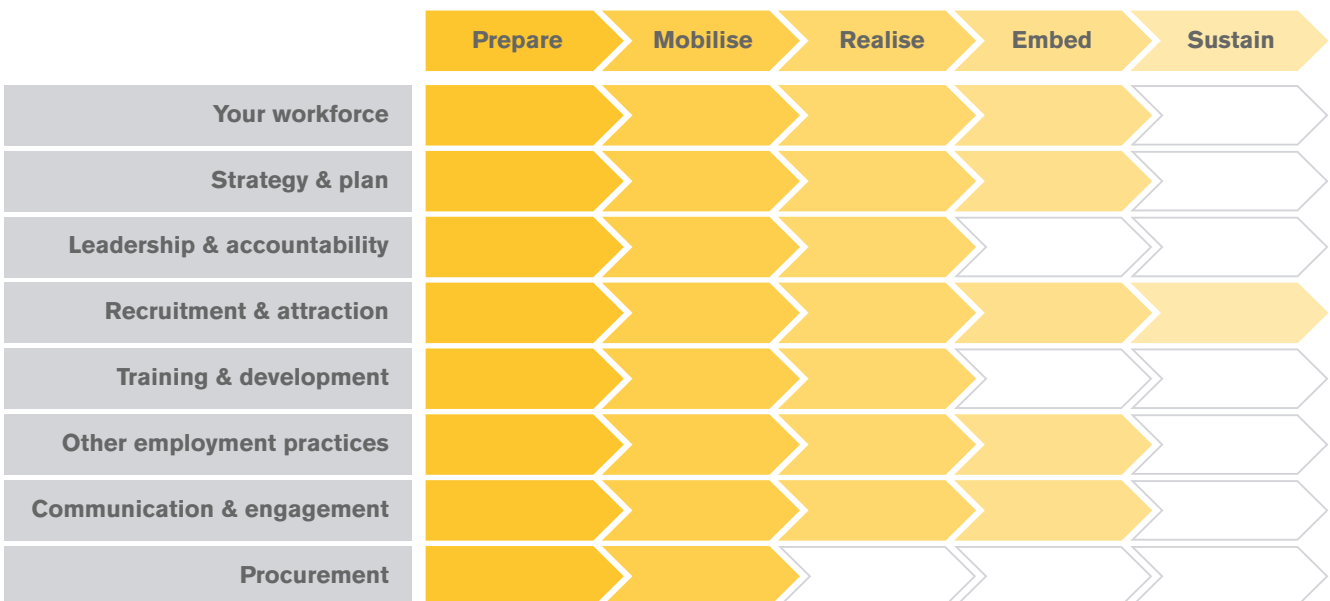 Prepare Mobilise Realise Embed Sustain
Your workforce
Strategy & plan
Leadership & accountability
Recruitment & attraction
Training & development
Other employment practices
Communication & engagement
Procurement